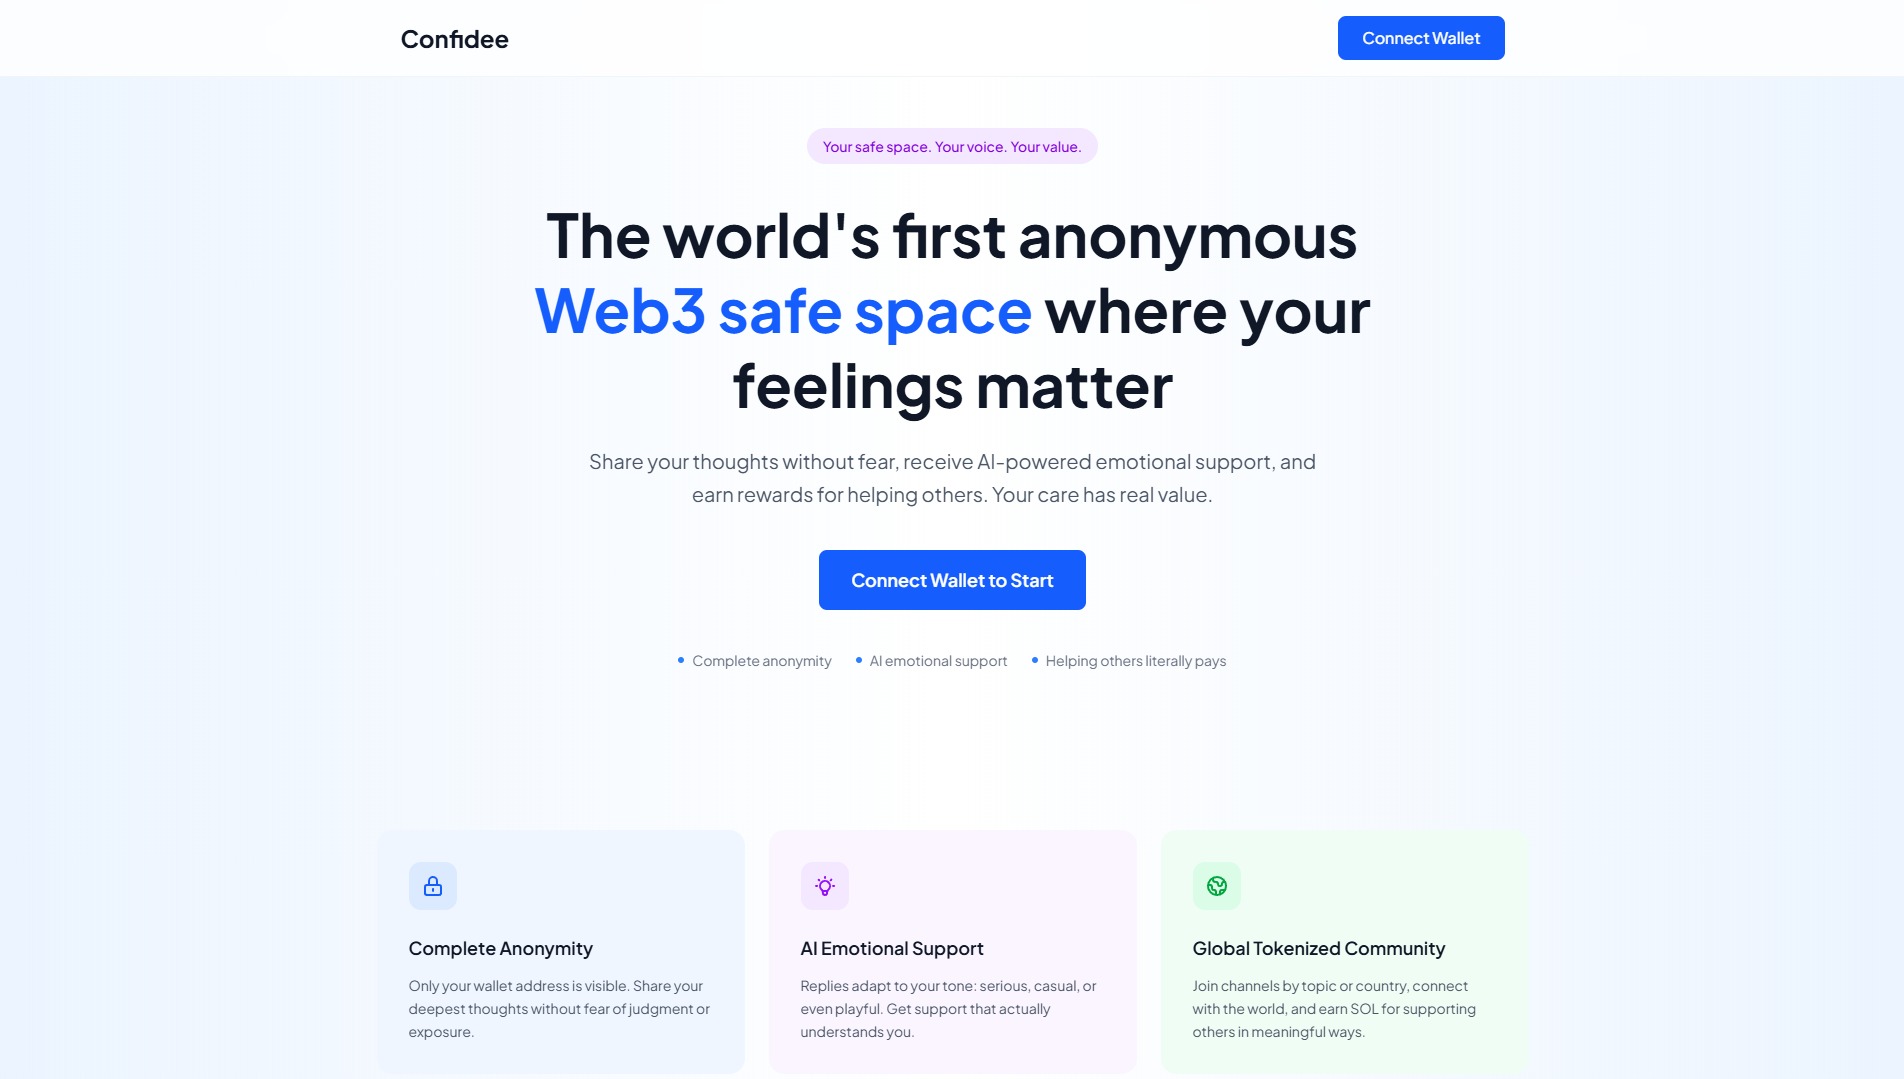 Confidee
Connect Wallet
Your safe space. Your voice. Your value.
The world's first anonymous
Web3 safe space where your
feelings matter
Share your thoughts without fear, receive AI-powered emotional support, and
earn rewards for helping others. Your care has real value.
Connect Wallet to Start
Complete anonymity
AI emotional support
Helping others literally pays
Complete Anonymity
Only your wallet address is visible. Share your
deepest thoughts without fear of judgment or
exposure.
AI Emotional Support
Replies adapt to your tone: serious, casual, or
even playful. Get support that actually
understands you.
Global Tokenized Community
Join channels by topic or country, connect
with the world, and earn SOL for supporting
others in meaningful ways.